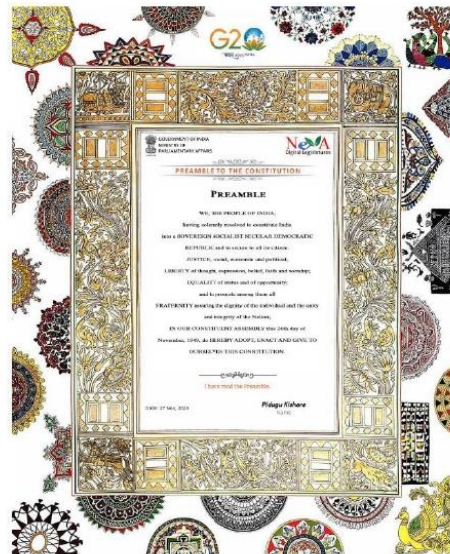 G20
GOVERNMENT OF INDIA
MINISTRY OF
PARLIAMENTARY AFFAIRS
NeVA
Digital Legislatures
PREAMBLE TO THE CONSTITUTION
PREAMBLE
WE, THE PEOPLE OF INDIA,
having solemnly resolved to constitute India
into a SOVEREIGN SOCIALIST SECULAR DEMOCRATIC
REPUBLIC and to secure to all its citizens
JUSTICE, social, economic and political;
LIBERTY of thought, expression, belief, faith and worship;
EQUALITY of status and of opportunity;
and to promote among them all
FRATERNITY assuring the dignity of the individual and the unity
and integrity of the Nation;
IN OUR CONSTITUENT ASSEMBLY this 26th day of
November, 1949, do HEREBY ADOPT, ENACT AND GIVE TO
OURSELVES THIS CONSTITUTION
I have read the Preamble.
Pidugu Kishore